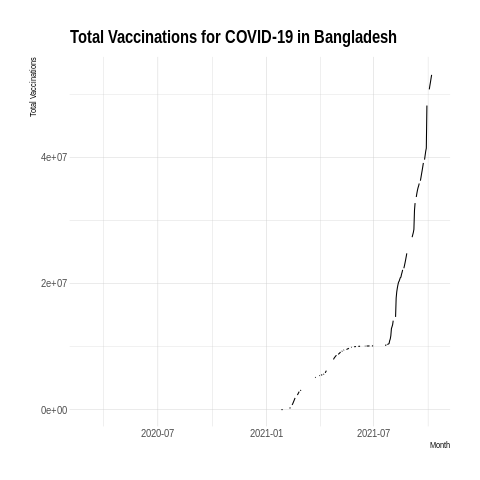 Total Vaccinations for COVID-19 in Bangladesh
Total Vaccinations
4e+07
2e+07
0e+00
2020-07
2021-01
2021-07
Month